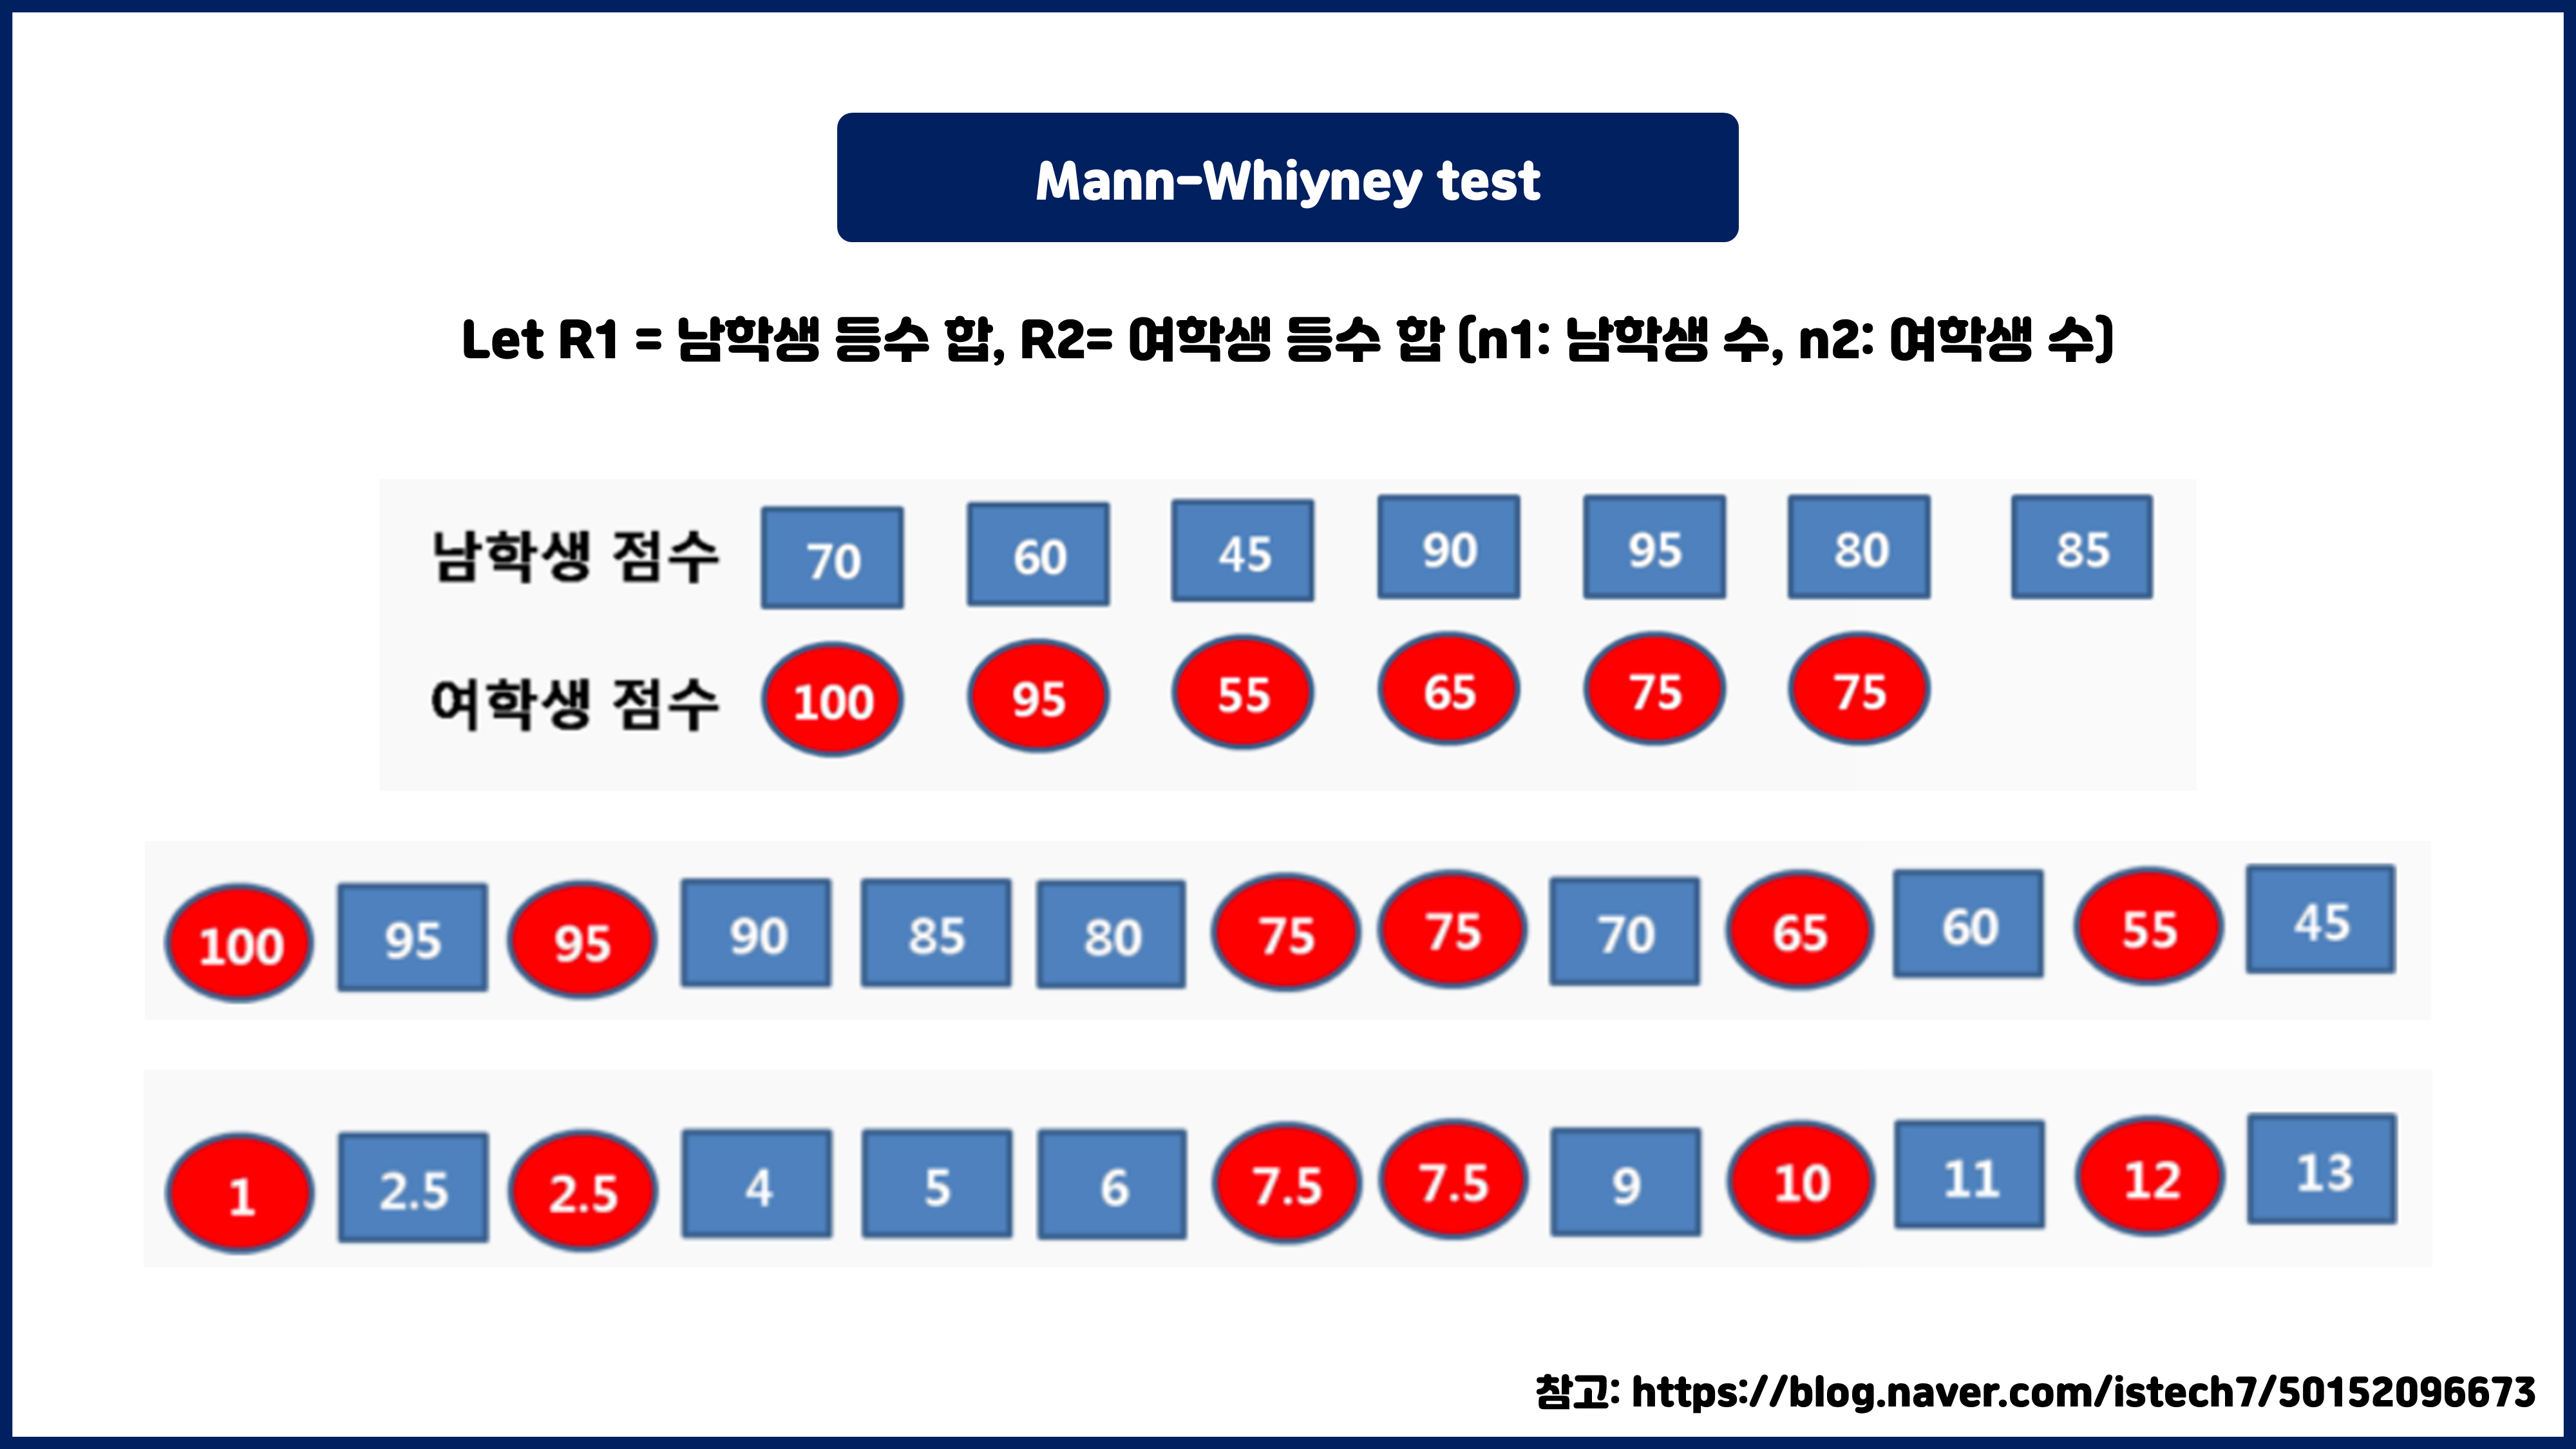 Mann-Whiyney test
Let R1 = 남학생 등수 합, R2= 여학생 등수 합 (n1: 남학생 수, n2: 여학생 수)
남학생 점수 70 60 45 90 95 80 85
여학생 점수 100 95 55 65 75 75
100 95 95 90 85 80 75 75 70 65 60 55 45
1 2.5 2.5 4 5 6 7.5 7.5 9 10 11 12 13
참고: https://blog.naver.com/istech7/50152096673